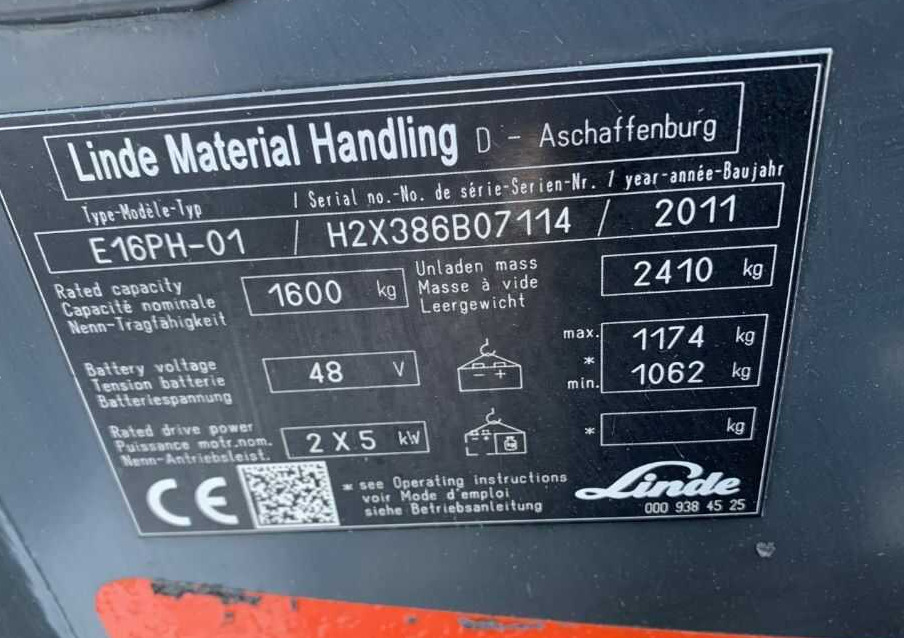 Linde Material Handling D - Aschaffenburg
Type-Modèle-Typ / Serial no.-No. de série-Serien-Nr. / year-année-Baujahr
E16PH-01 / H2X386B07114 / 2011
Rated capacity
Capacité nominale
Nenn-Tragfähigkeit
1600 kg
Unladen mass
Masse à vide
Leergewicht
2410 kg
Battery voltage
Tension batterie
Batteriespannung
48 V
- +
max. 1174 kg
*
min. 1062 kg
Rated drive power
Puissance motr.nom.
Nenn-Antriebsleist.
2 X 5 kW
* kg
CE
* see Operating instructions
voir Mode d'emploi
siehe Betriebsanleitung
Linde
000 938 45 25